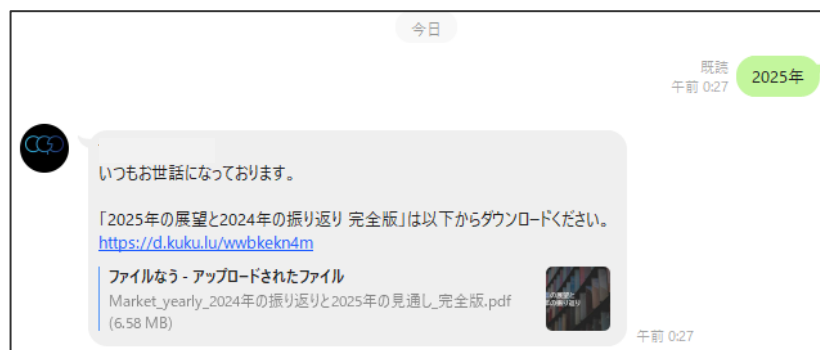 今日
既読
午前 0:27
2025年
いつもお世話になっております。
「2025年の展望と2024年の振り返り 完全版」は以下からダウンロードください。
https://d.kuku.lu/wwbkekn4m
ファイルなう - アップロードされたファイル
Market_yearly_2024年の振り返りと2025年の見通し_完全版.pdf
(6.58 MB)
午前 0:27